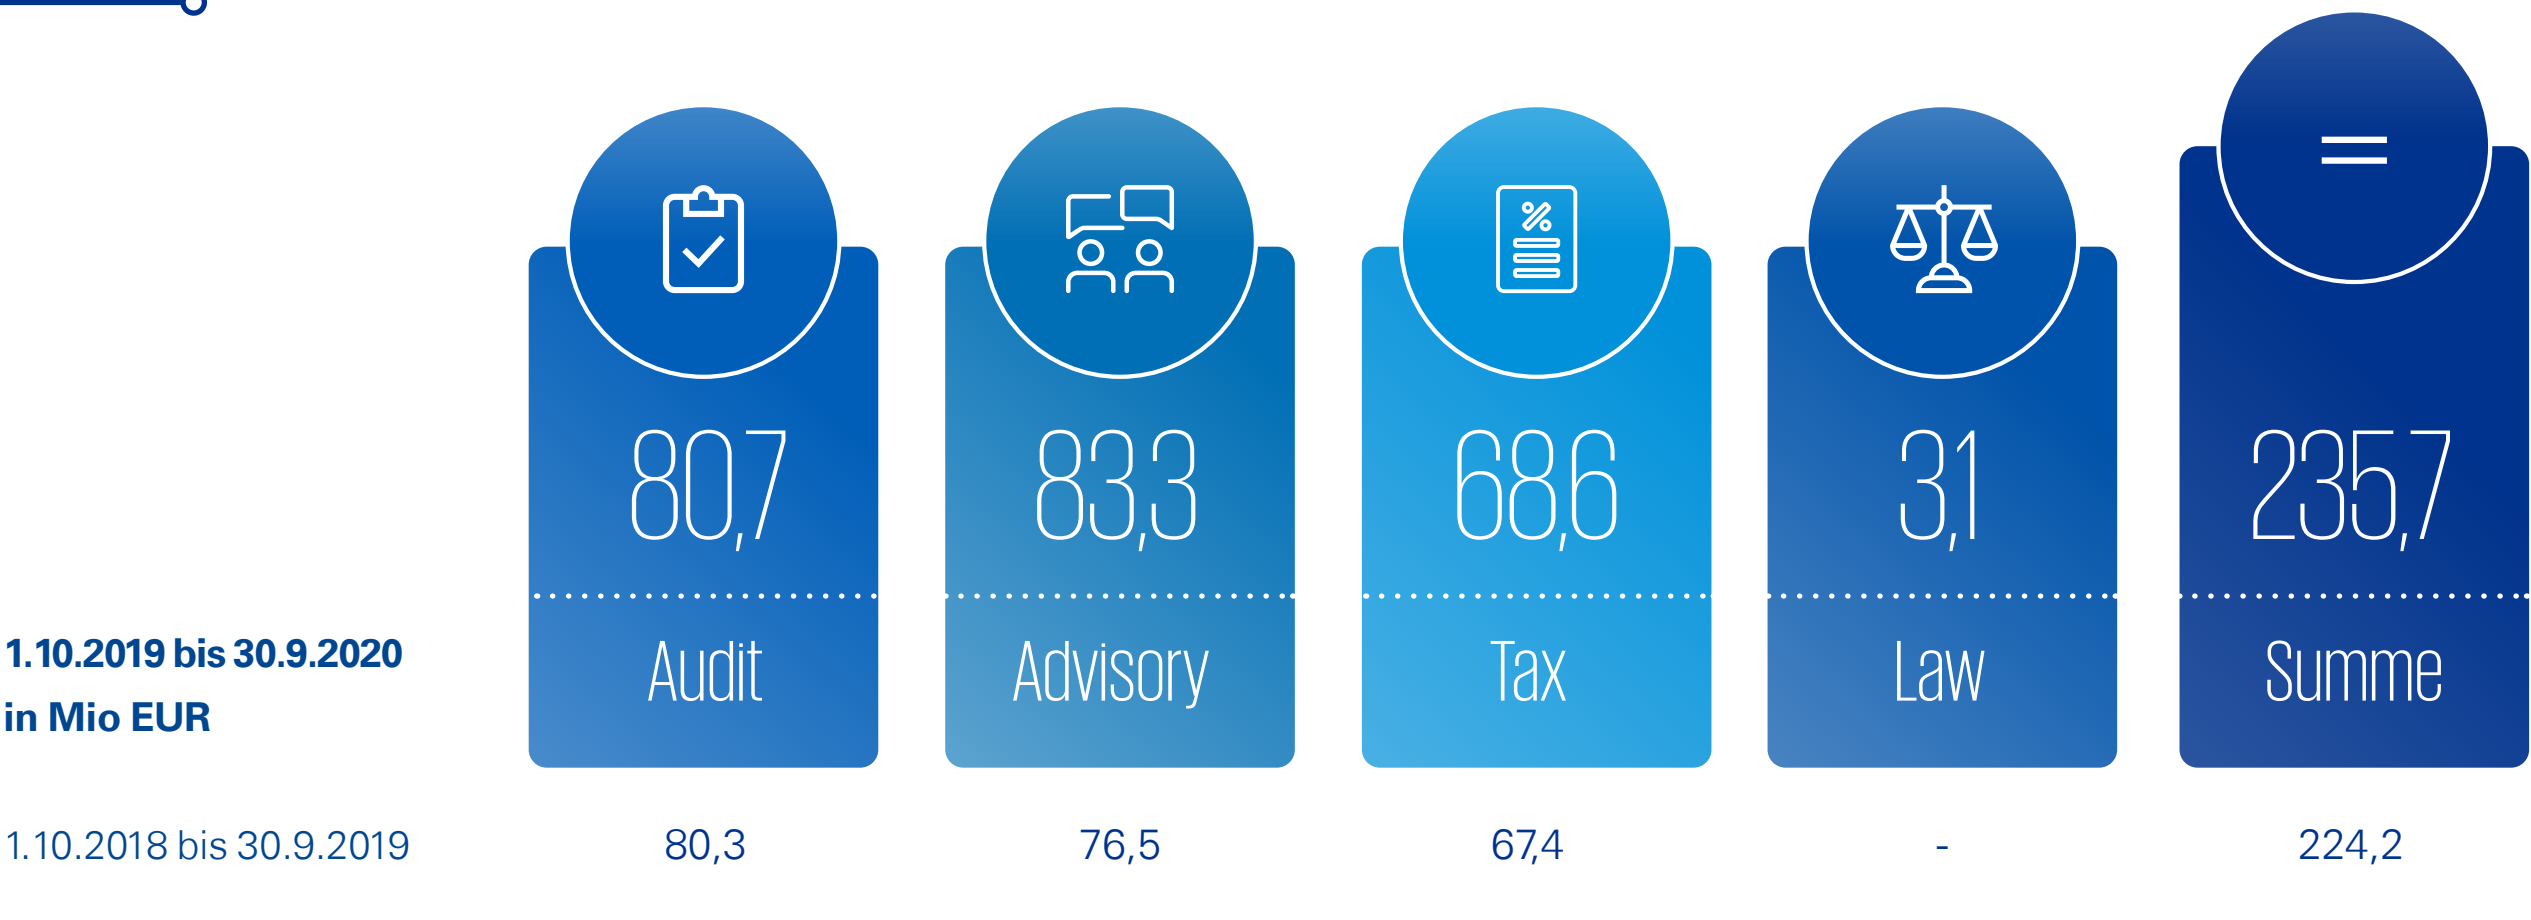 80,7
83,3
68,6
3,1
235,7
1.10.2019 bis 30.9.2020
in Mio EUR
Audit
Advisory
Tax
Law
Summe
1.10.2018 bis 30.9.2019
80,3
76,5
67,4
-
224,2